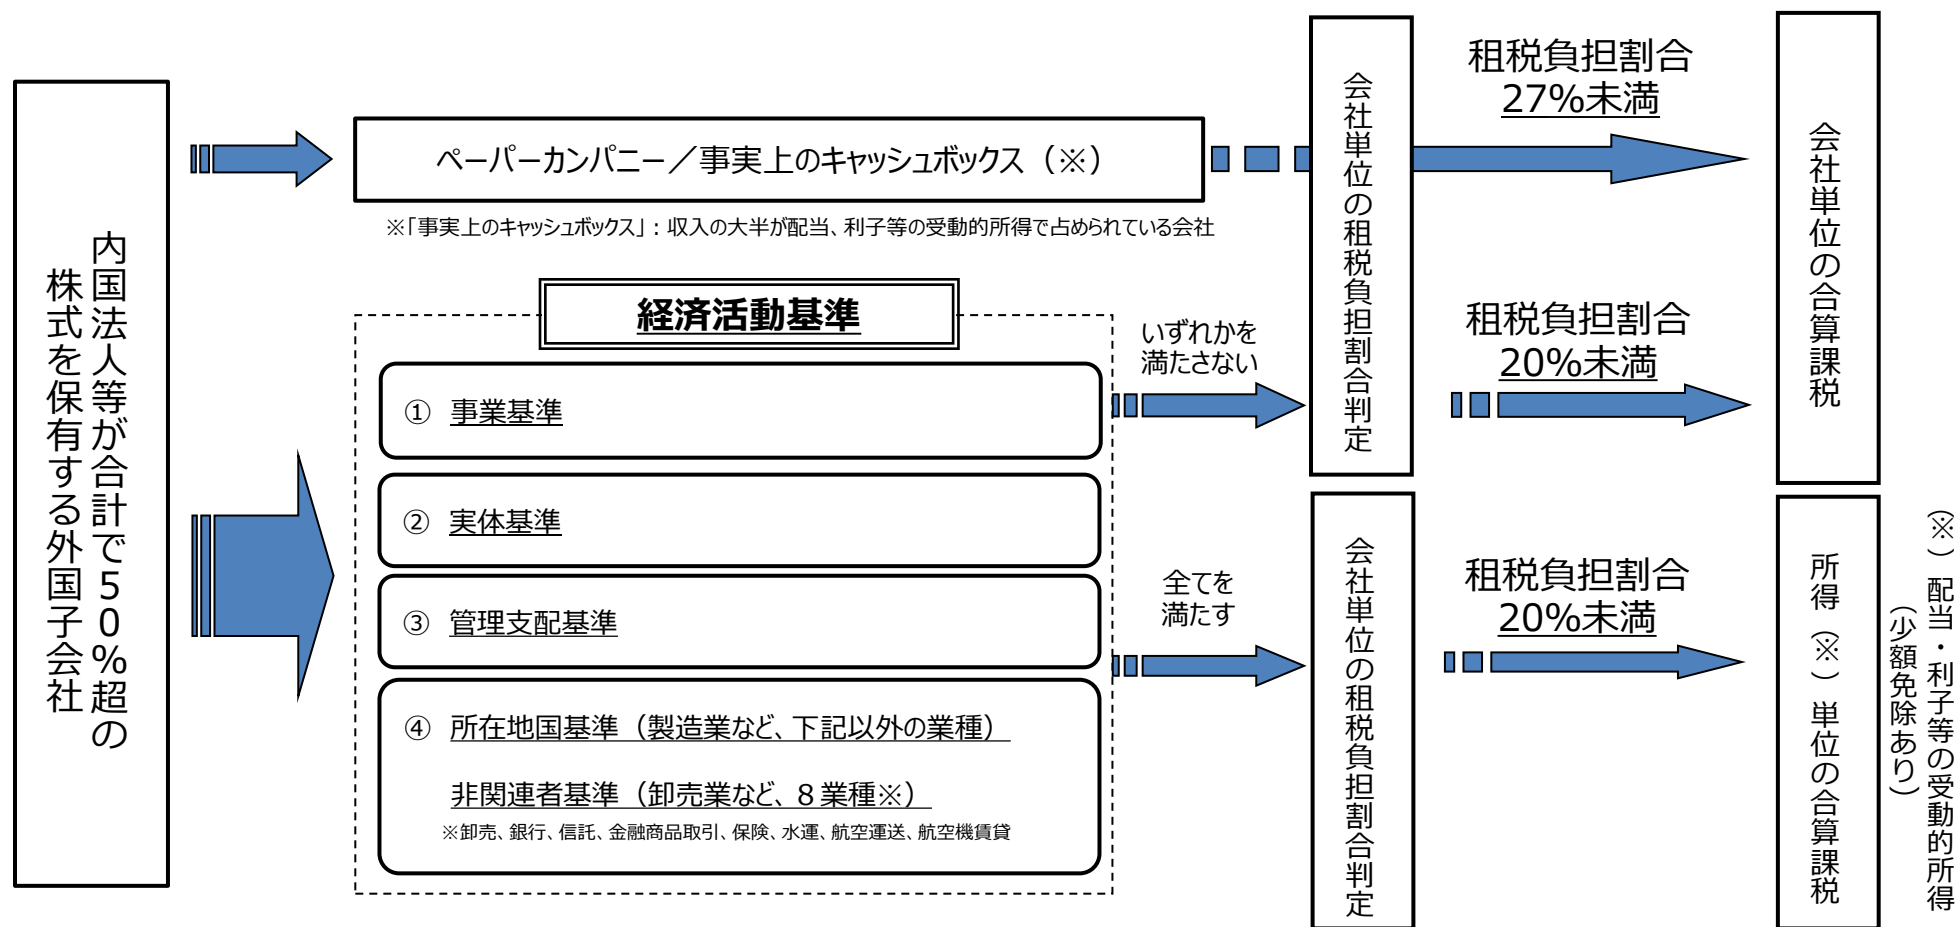 内国法人等が合計で50%超の
株式を保有する外国子会社
ペーパーカンパニー／事実上のキャッシュボックス（※）
※「事実上のキャッシュボックス」：収入の大半が配当、利子等の受動的所得で占められている会社
経済活動基準
① 事業基準
② 実体基準
③ 管理支配基準
④ 所在地国基準（製造業など、下記以外の業種）
非関連者基準（卸売業など、８業種※）
※卸売、銀行、信託、金融商品取引、保険、水運、航空運送、航空機賃貸
いずれかを
満たさない
全てを
満たす
会社単位の租税負担割合判定
会社単位の租税負担割合判定
租税負担割合
27%未満
租税負担割合
20%未満
租税負担割合
20%未満
会社単位の合算課税
所得（※）単位の合算課税
（※）配当・利子等の受動的所得
（少額免除あり）